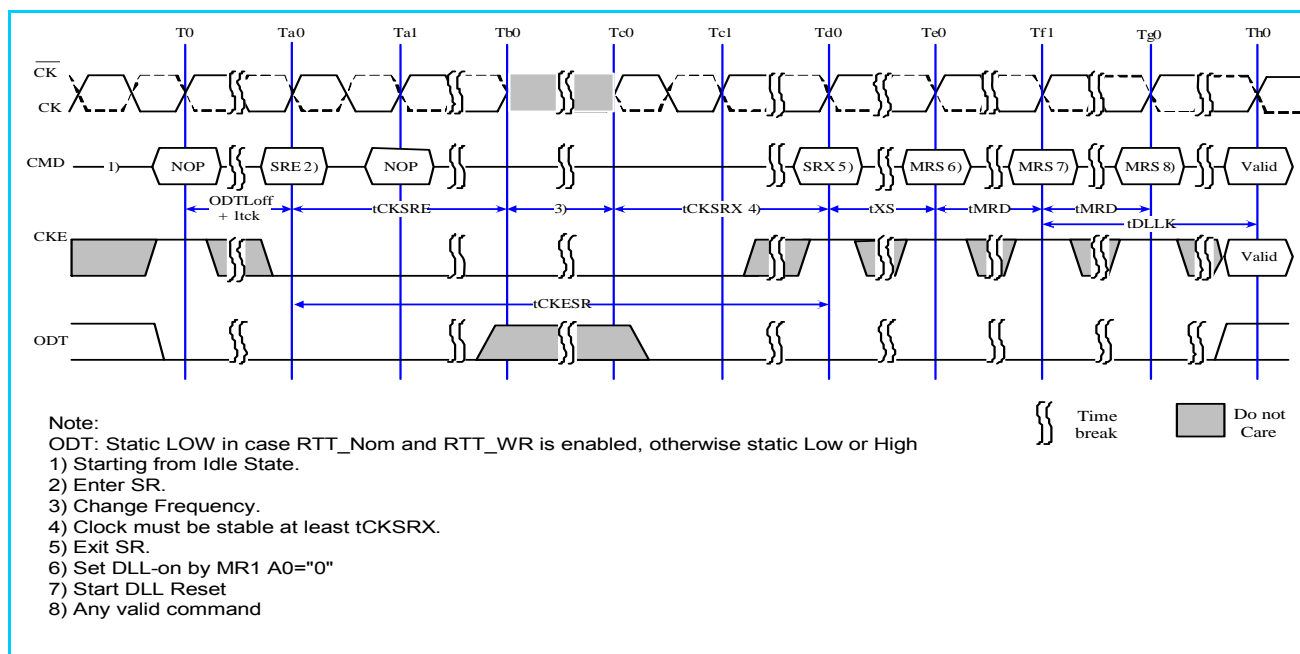 T0 Ta0 Ta1 Tb0 Tc0 Tc1 Td0 Te0 Tf1 Tg0 Th0
CK
CK
CMD 1) NOP SRE 2) NOP SRX 5) MRS 6) MRS 7) MRS 8) Valid
ODTLoff
+ 1tck
tCKSRE 3) tCKSRX 4) tXS tMRD tMRD
tDLLK
CKE Valid
tCKESR
ODT
Note:
ODT: Static LOW in case RTT_Nom and RTT_WR is enabled, otherwise static Low or High
1) Starting from Idle State.
2) Enter SR.
3) Change Frequency.
4) Clock must be stable at least tCKSRX.
5) Exit SR.
6) Set DLL-on by MR1 A0="0"
7) Start DLL Reset
8) Any valid command
Time
break
Do not
Care